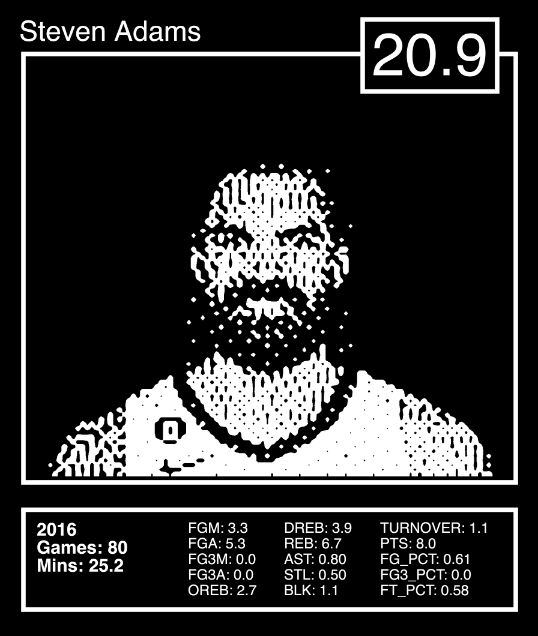 Steven Adams
20.9
2016
Games: 80
Mins: 25.2
FGM: 3.3
FGA: 5.3
FG3M: 0.0
FG3A: 0.0
OREB: 2.7
DREB: 3.9
REB: 6.7
AST: 0.80
STL: 0.50
BLK: 1.1
TURNOVER: 1.1
PTS: 8.0
FG_PCT: 0.61
FG3_PCT: 0.0
FT_PCT: 0.58